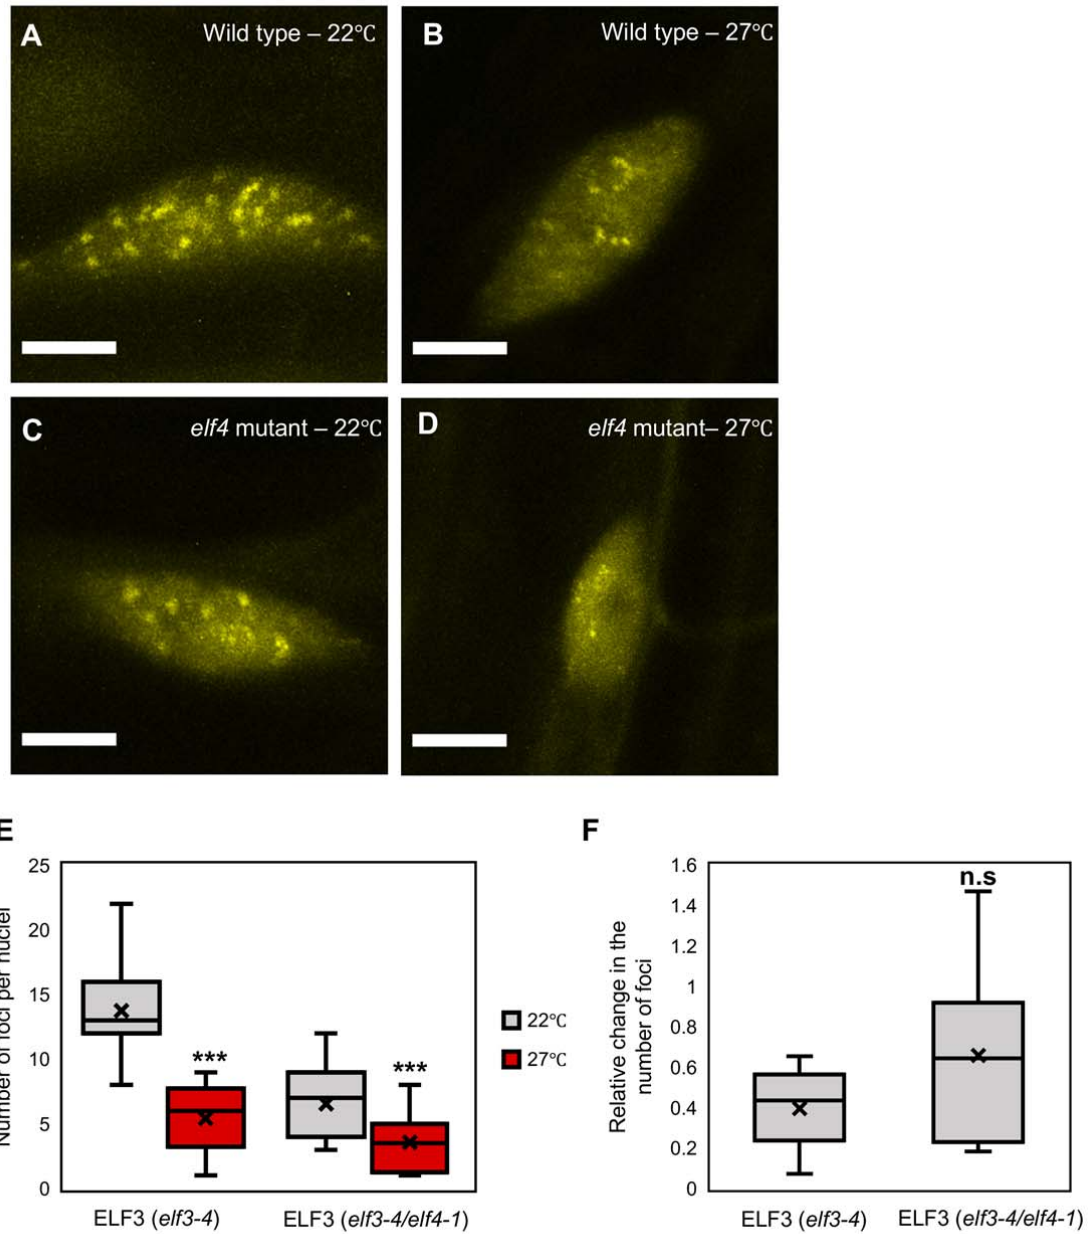 A
Wild type – 22°C
B
Wild type – 27°C
C
elf4 mutant – 22°C
D
elf4 mutant– 27°C
E
Number of foci per nuclei
25
20
15
10
5
0
***
***
ELF3 (elf3-4)
ELF3 (elf3-4/elf4-1)
22°C
27°C
F
Relative change in the
number of foci
1.6
1.4
1.2
1
0.8
0.6
0.4
0.2
0
n.s
ELF3 (elf3-4)
ELF3 (elf3-4/elf4-1)